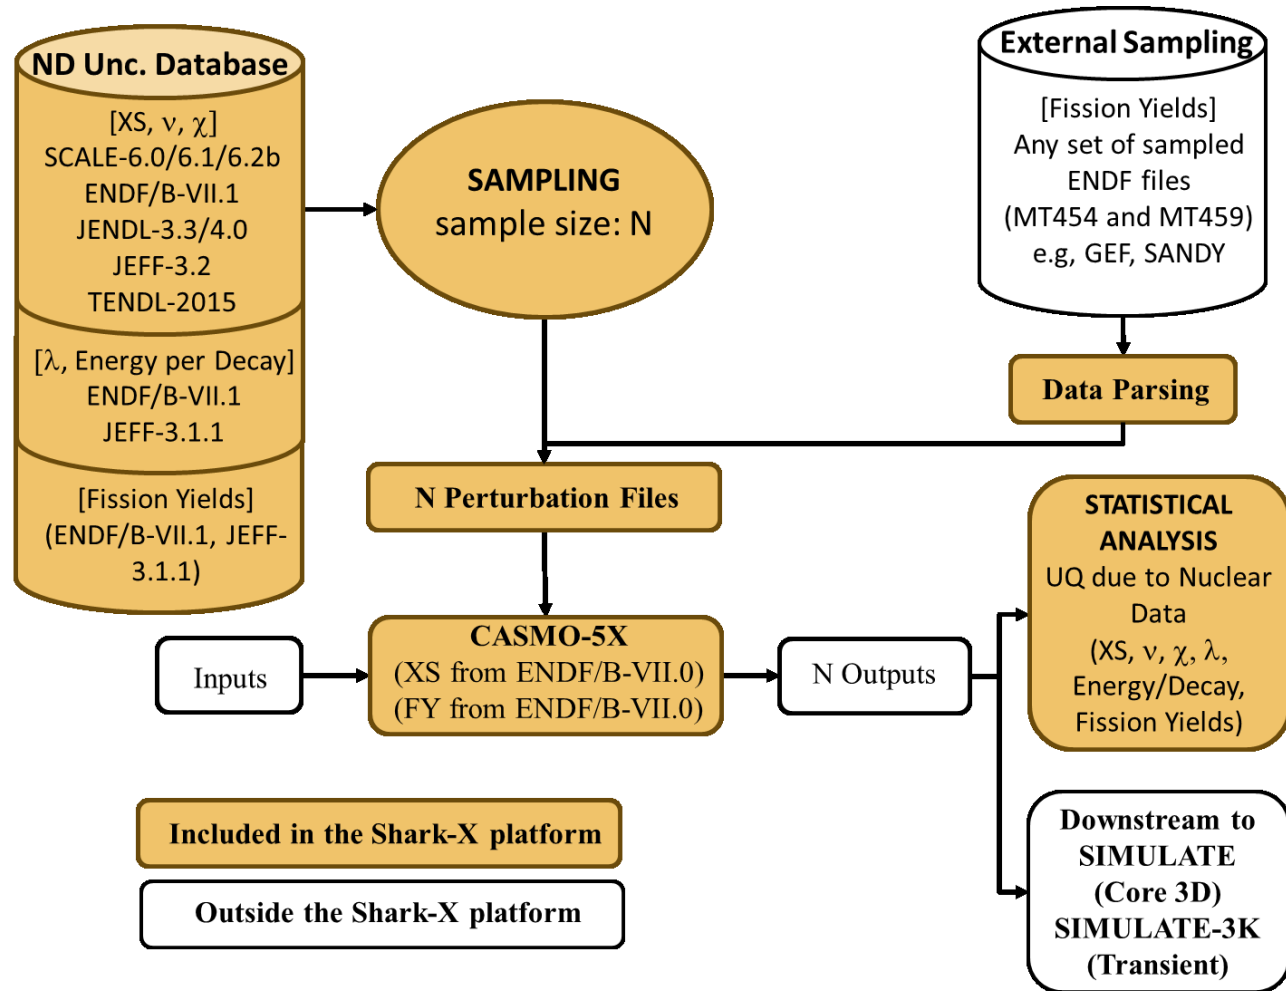 ND Unc. Database
[XS, ν, χ]
SCALE-6.0/6.1/6.2b
ENDF/B-VII.1
JENDL-3.3/4.0
JEFF-3.2
TENDL-2015
[λ, Energy per Decay]
ENDF/B-VII.1
JEFF-3.1.1
[Fission Yields]
(ENDF/B-VII.1, JEFF-
3.1.1)
SAMPLING
sample size: N
External Sampling
[Fission Yields]
Any set of sampled
ENDF files
(MT454 and MT459)
e.g, GEF, SANDY
Data Parsing
N Perturbation Files
Inputs
CASMO-5X
(XS from ENDF/B-VII.0)
(FY from ENDF/B-VII.0)
N Outputs
STATISTICAL
ANALYSIS
UQ due to Nuclear
Data
(XS, ν, χ, λ,
Energy/Decay,
Fission Yields)
Downstream to
SIMULATE
(Core 3D)
SIMULATE-3K
(Transient)
Included in the Shark-X platform
Outside the Shark-X platform